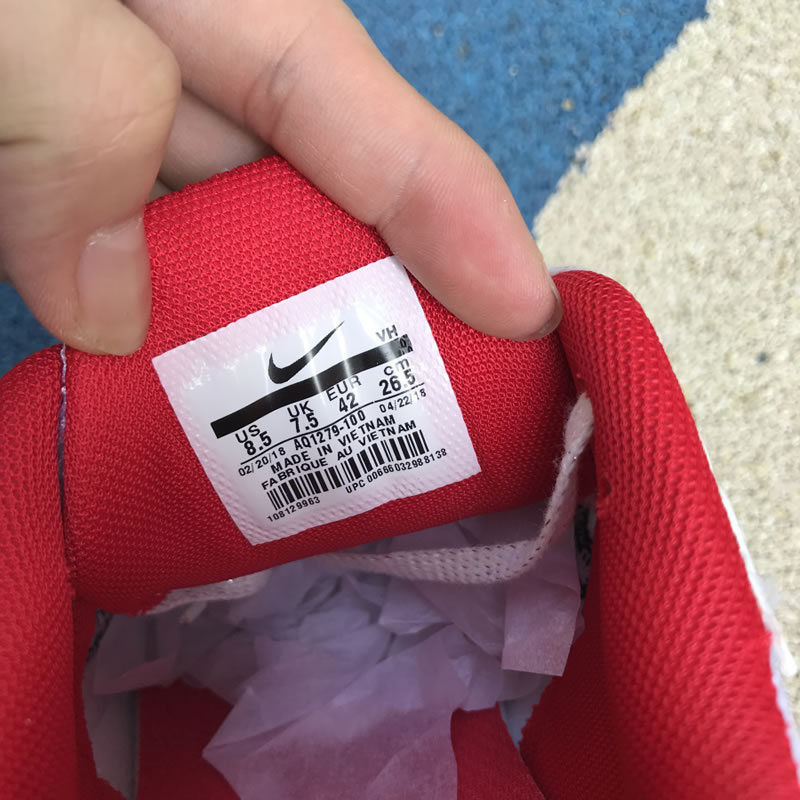 VH
US UK EUR cm
8.5 7.5 42 26.5
02/20/18 AO1279-100 04/22/18
MADE IN VIETNAM
FABRIQUE AU VIETNAM
108129963 UPC 00666032988138